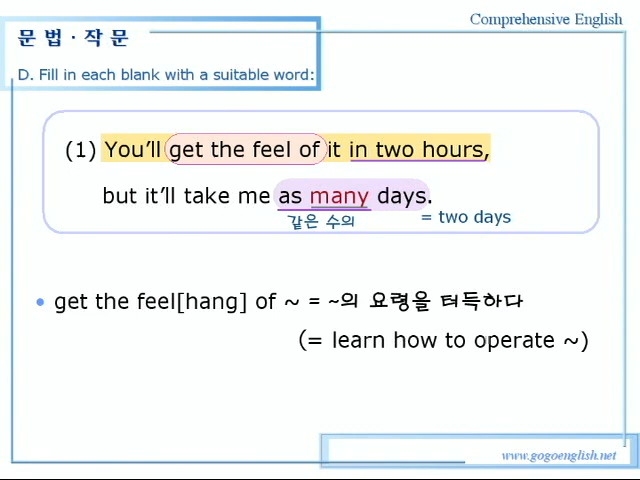 Comprehensive English
문 법 · 작 문
D. Fill in each blank with a suitable word:
(1) You'll get the feel of it in two hours,
but it'll take me as many days.
같은 수의
= two days
• get the feel[hang] of ~ = ~의 요령을 터득하다
(= learn how to operate ~)
www.gogoenglish.net